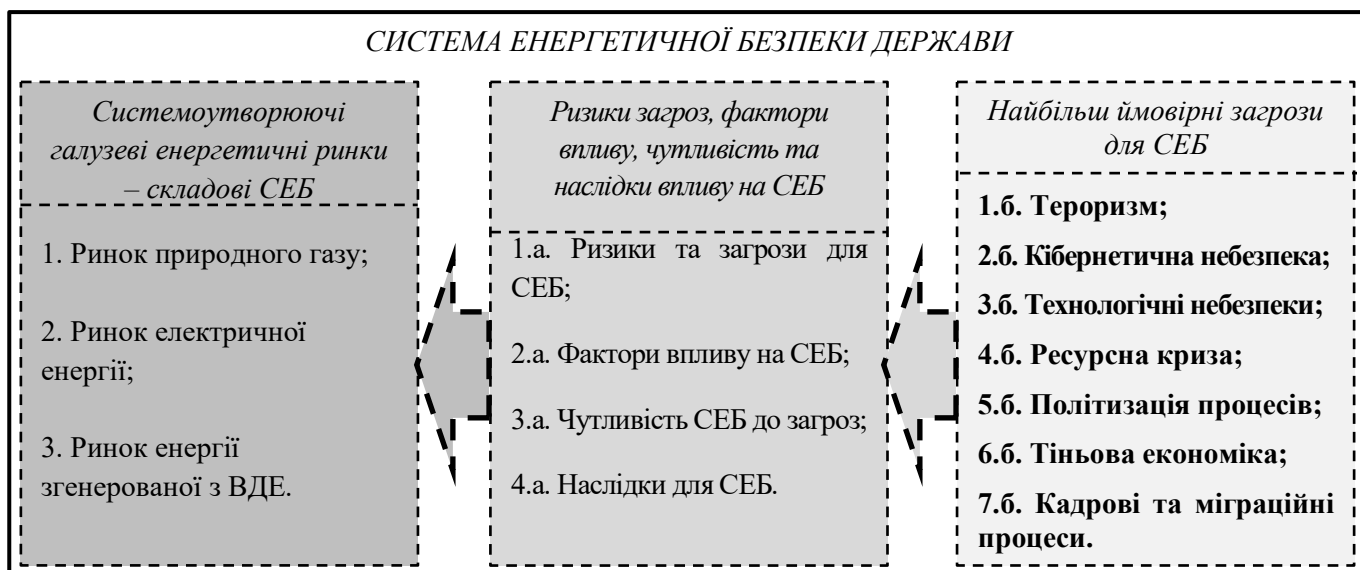 СИСТЕМА ЕНЕРГЕТИЧНОЇ БЕЗПЕКИ ДЕРЖАВИ
Системоутворюючі
галузеві енергетичні ринки
– складові СЕБ
1. Ринок природного газу;
2. Ринок електричної
енергії;
3. Ринок енергії
згенерованої з ВДЕ.
Ризики загроз, фактори
впливу, чутливість та
наслідки впливу на СЕБ
1.а. Ризики та загрози для
СЕБ;
2.а. Фактори впливу на СЕБ;
3.а. Чутливість СЕБ до загроз;
4.а. Наслідки для СЕБ.
Найбільш ймовірні загрози
для СЕБ
1.б. Тероризм;
2.б. Кібернетична небезпека;
3.б. Технологічні небезпеки;
4.б. Ресурсна криза;
5.б. Політизація процесів;
6.б. Тіньова економіка;
7.б. Кадрові та міграційні
процеси.